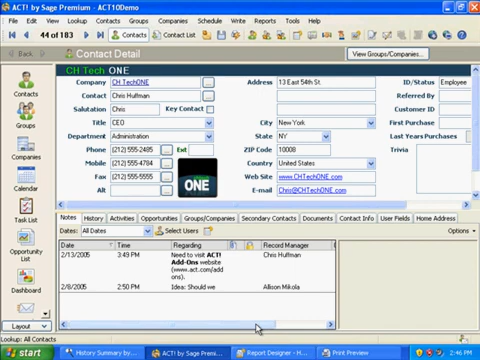 ACT! by Sage Premium - ACT10Demo
File Edit View Lookup Contacts Groups Companies Schedule Write Reports Tools Help
44 of 183 Contacts Contact List
Back Contact Detail View Groups/Companies...
CH Tech ONE
Company CH TechONE
Contact Chris Huffman
Salutation Chris Key Contact
Title CEO
Department Administration
Phone (212) 555-2485 Ext
Mobile (212) 555-4784
Fax (212) 555-5555
Alt
ONE
Address 13 East 54th St.
City New York
State NY
ZIP Code 10008
Country United States
Web Site www.CHTechONE.com
E-mail Chris@CHTechONE.com
ID/Status Employee
Referred By
Customer ID
First Purchase
Last Years Purchases
Trivia
Contacts
Groups
Companies
Calendar
Task List
Opportunity
List
E-mail
Layout
Notes History Activities Opportunities Groups/Companies Secondary Contacts Documents Contact Info User Fields Home Address
Dates: All Dates Select Users Options
Date Time Regarding Record Manager
2/13/2005 3:49 PM Need to visit ACT! Chris Huffman
Add-Ons website
(www.act.com/add
ons).
2/8/2005 2:50 PM Idea: Should we Allison Mikola
Lookup: All Contacts
start History Summary by... ACT! by Sage Premi... Report Designer - H... Print Preview 2:46 PM